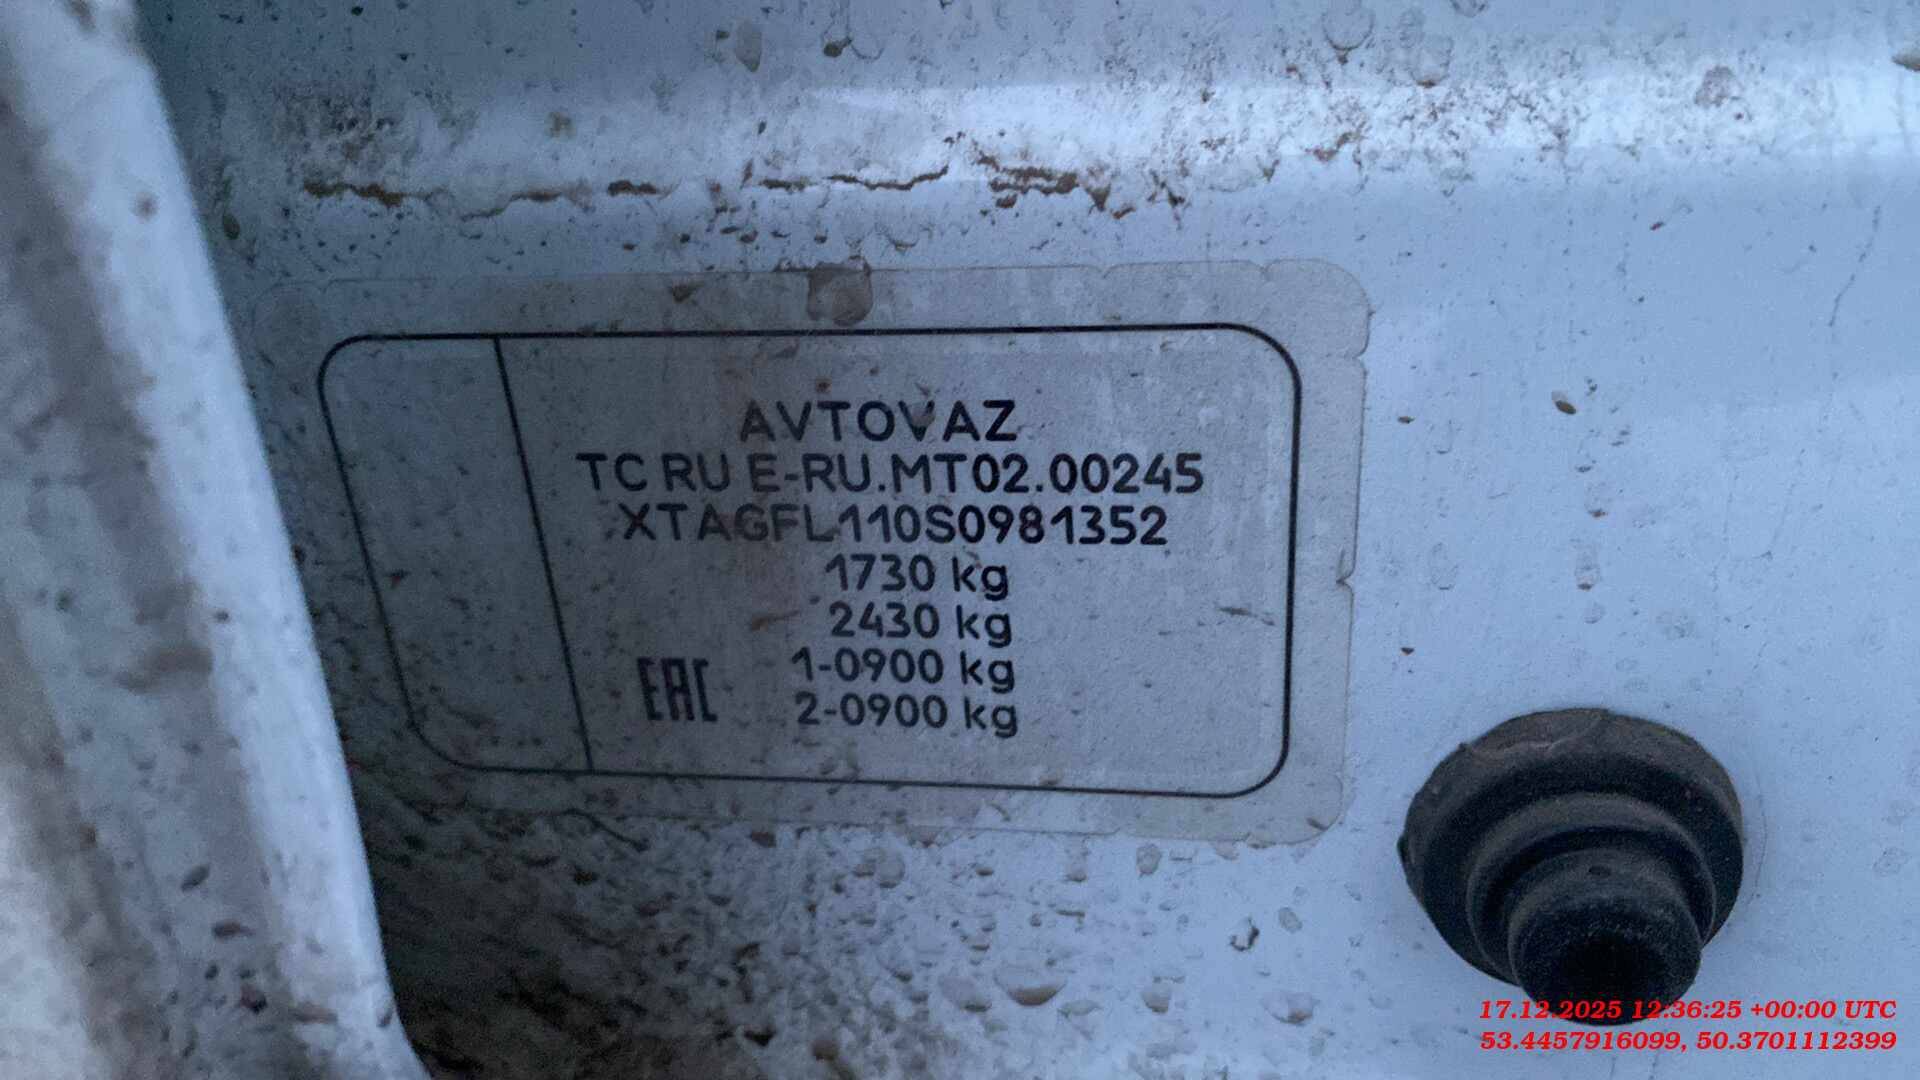 AVTOVAZ
TC RU E-RU.MT02.00245
XTAGFL110S0981352
1730 kg
2430 kg
1-0900 kg
EAC
2-0900 kg
17.12.2025 12:36:25 +00:00 UTC
53.4457916099, 50.3701112399